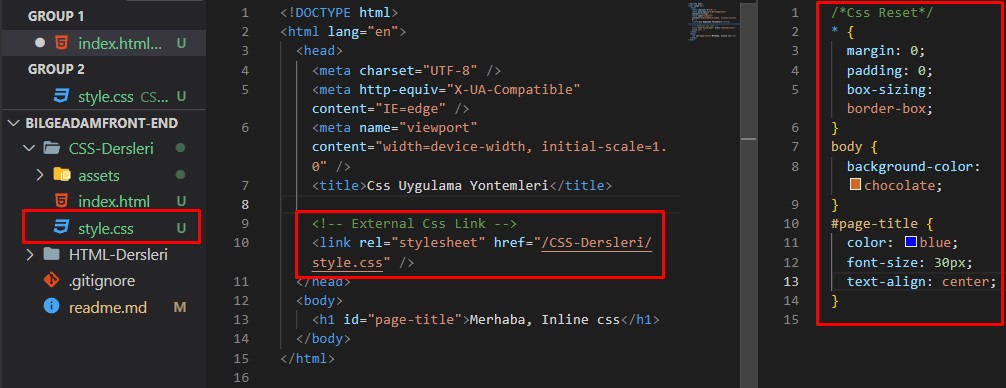 GROUP 1
index.html... U
GROUP 2
style.css CS... U
BILGEADAMFRONT-END
CSS-Dersleri
assets
index.html U
style.css U
HTML-Dersleri
.gitignore
readme.md M
1 <!DOCTYPE html>
2 <html lang="en">
3 <head>
4 <meta charset="UTF-8" />
5 <meta http-equiv="X-UA-Compatible"
content="IE=edge" />
6 <meta name="viewport"
content="width=device-width, initial-scale=1.
0" />
7 <title>Css Uygulama Yontemleri</title>
8
9 <!-- External Css Link -->
10 <link rel="stylesheet" href="/CSS-Dersleri/
style.css" />
11 </head>
12 <body>
13 <h1 id="page-title">Merhaba, Inline css</h1>
14 </body>
15 </html>
16
1 /*Css Reset*/
2 * {
3 margin: 0;
4 padding: 0;
5 box-sizing:
border-box;
6 }
7 body {
8 background-color:
chocolate;
9 }
10 #page-title {
11 color: blue;
12 font-size: 30px;
13 text-align: center;
14 }
15